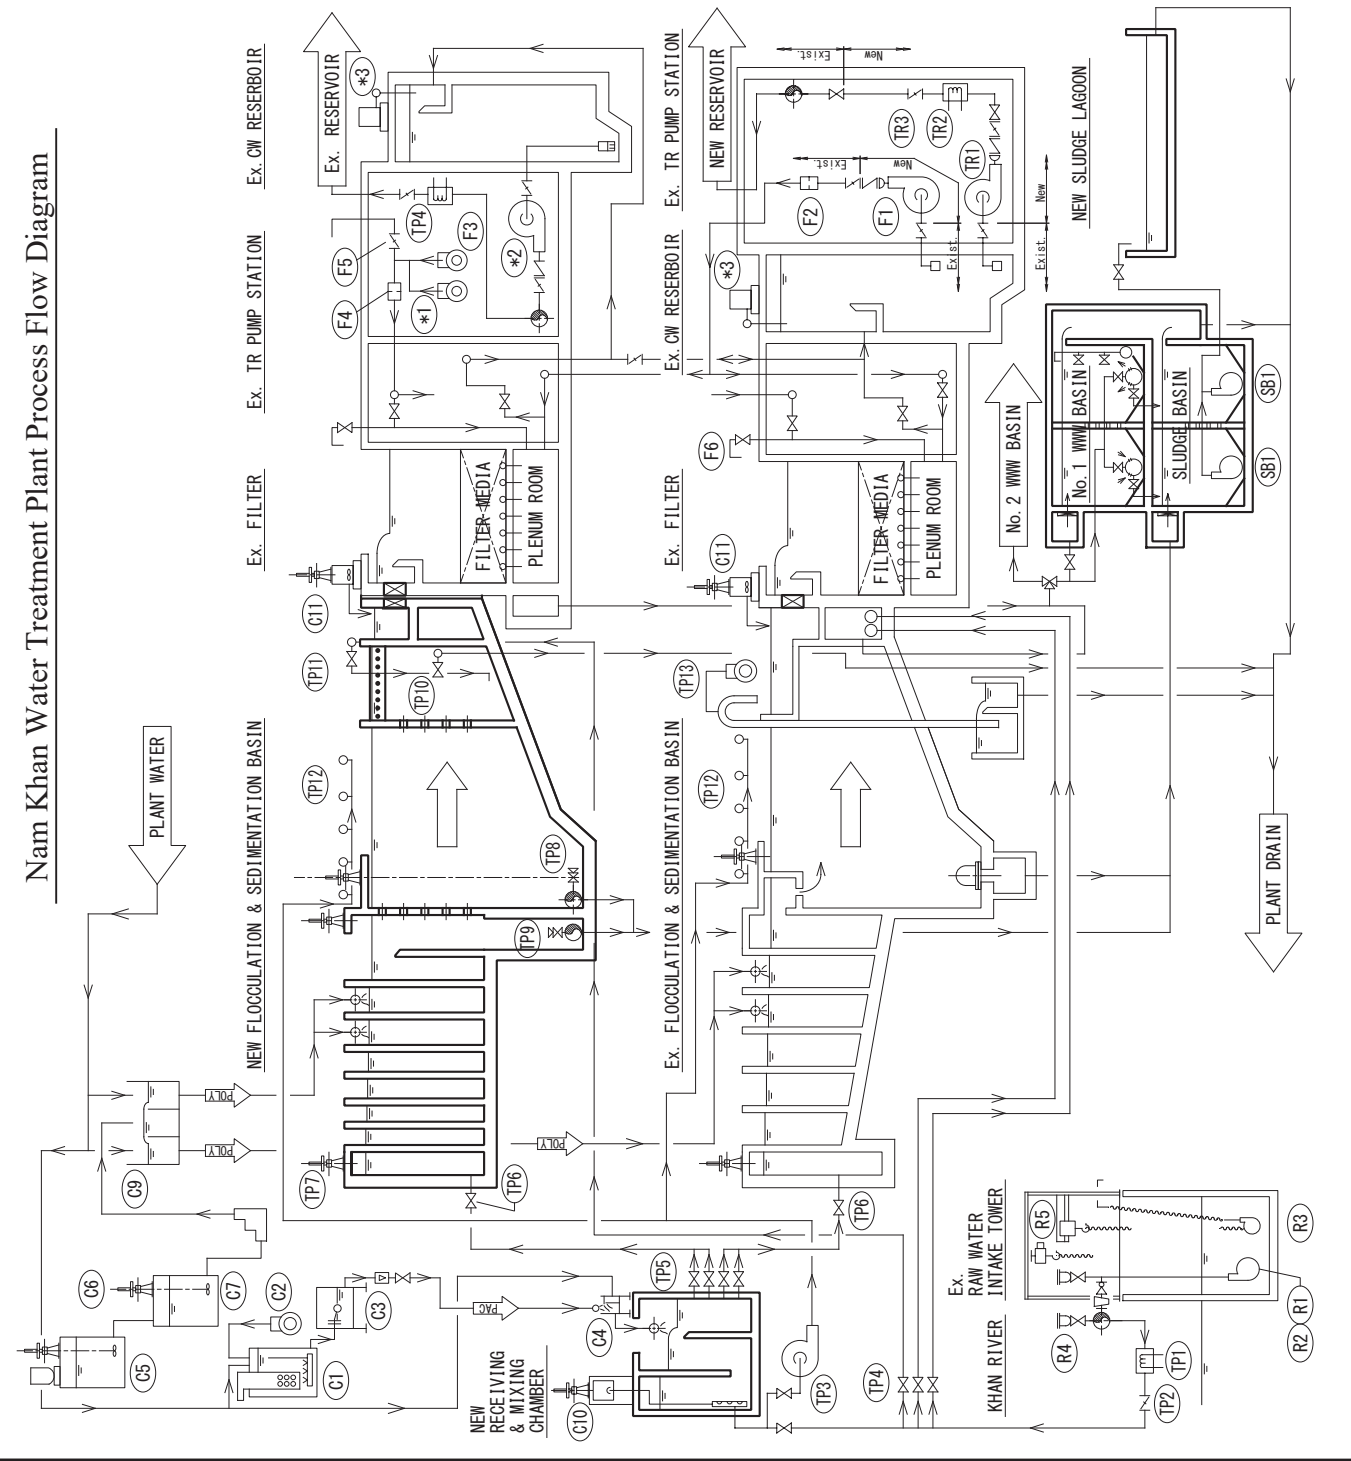 Nam Khan Water Treatment Plant Process Flow Diagram
Ex. CW RESERBOIR
Ex. RESERVOIR
*3
Ex. TR PUMP STATION
F5
F4
TP4
F3
*2
*1
Ex. FILTER
FILTER MEDIA
PLENUM ROOM
C11
TP11
TP10
NEW FLOCCULATION & SEDIMENTATION BASIN
TP12
TP8
TP9
TP7
TP6
PLANT WATER
POLY
POLY
C9
C6
C7
C5
C2
C1
C3
PAC
C4
NEW
RECEIVING
& MIXING
CHAMBER
C10
TP5
TP3
TP4
Ex. TR PUMP STATION
NEW RESERVOIR
Exist.
New
TR3
TR2
TR1
Exist.
New
F2
F1
Exist.
Exist.
New
Ex. CW RESERBOIR
*3
F6
Ex. FILTER
FILTER MEDIA
PLENUM ROOM
C11
TP13
Ex. FLOCCULATION & SEDIMENTATION BASIN
TP12
POLY
TP6
NEW SLUDGE LAGOON
No. 2 WWW BASIN
No. 1 WWW BASIN
SLUDGE BASIN
SB1
SB1
PLANT DRAIN
Ex.
RAW WATER
INTAKE TOWER
KHAN RIVER
R5
R3
R1
R2
R4
TP1
TP2